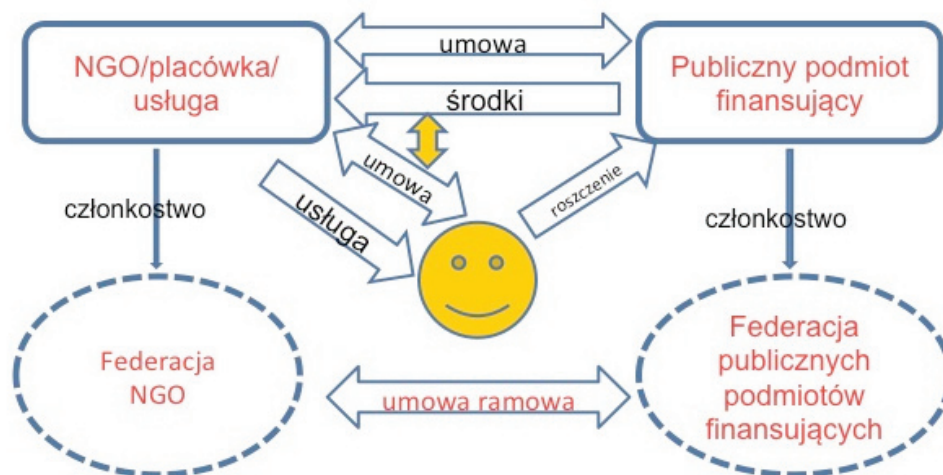 umowa
NGO/placówka/
usługa
Publiczny podmiot
finansujący
środki
umowa
usługa
roszczenie
członkostwo
członkostwo
Federacja
NGO
umowa ramowa
Federacja
publicznych
podmiotów
finansujących